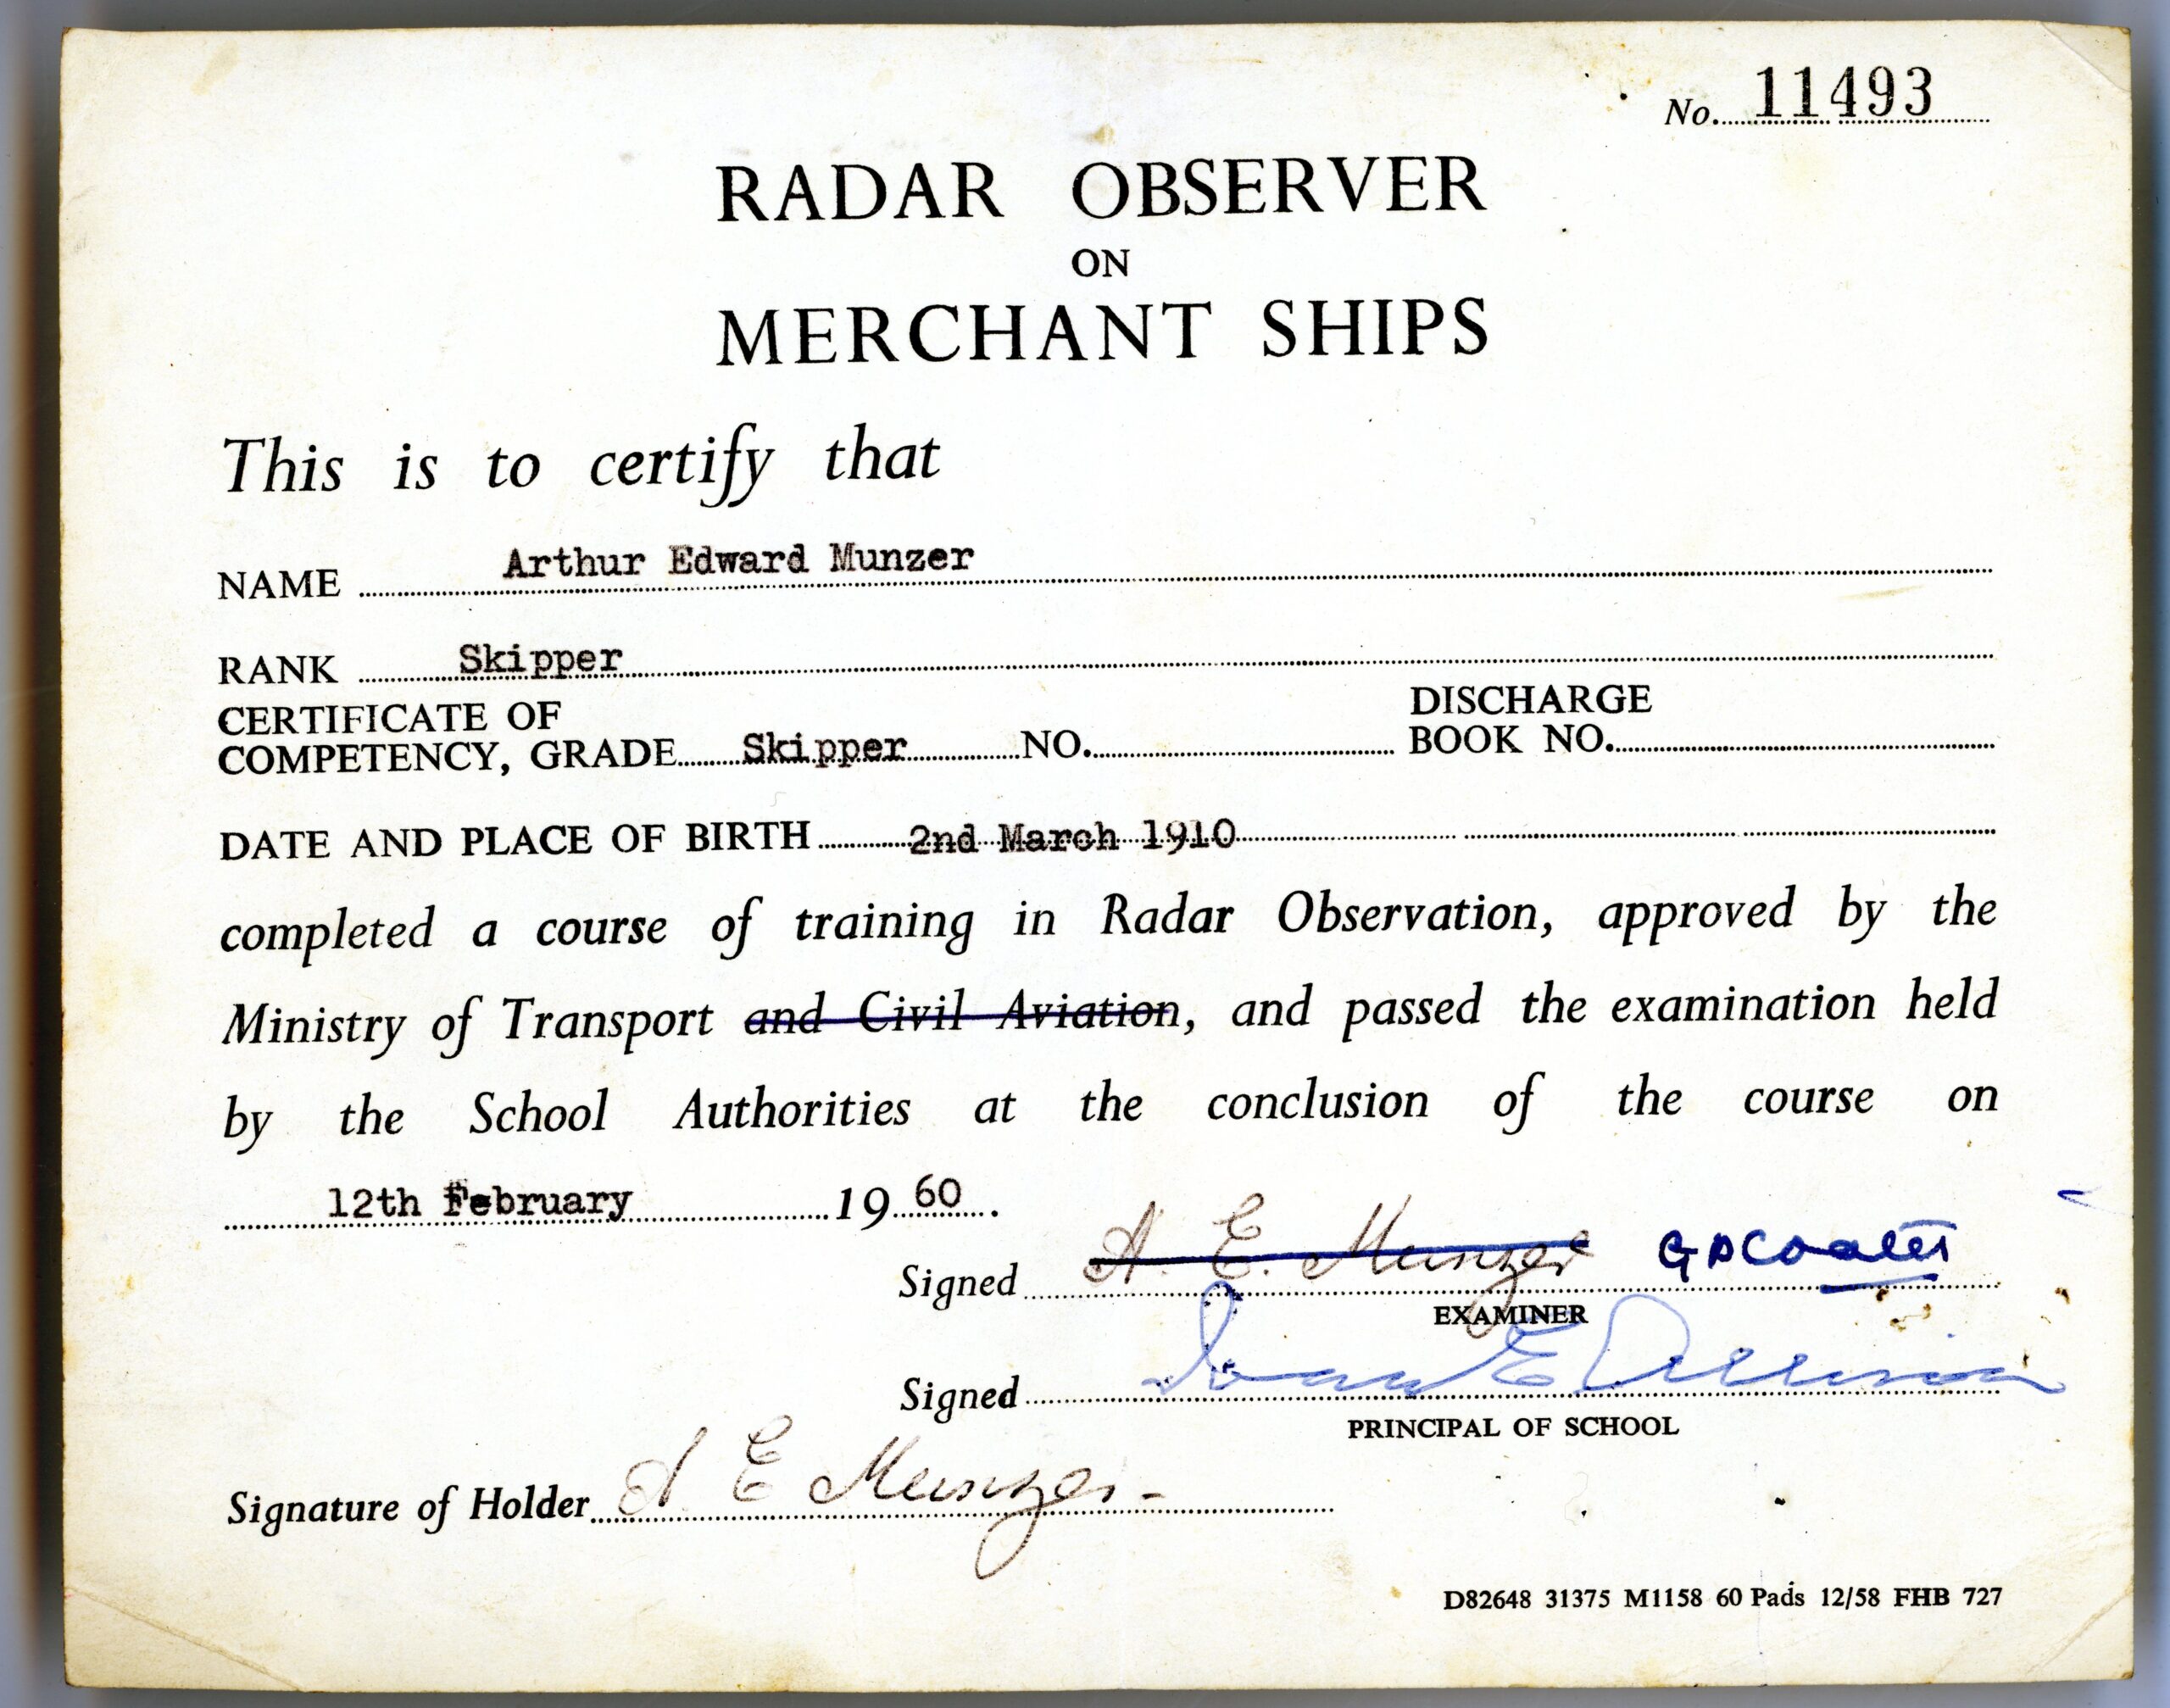 No. 11493
RADAR OBSERVER
ON
MERCHANT SHIPS
This is to certify that
NAME Arthur Edward Munzer
RANK Skipper
CERTIFICATE OF
COMPETENCY, GRADE Skipper NO. DISCHARGE BOOK NO.
DATE AND PLACE OF BIRTH 2nd March 1910
completed a course of training in Radar Observation, approved by the
Ministry of Transport and Civil Aviation, and passed the examination held
by the School Authorities at the conclusion of the course on
12th February 19 60.
Signed A. E. Munzer
EXAMINER
Signed
PRINCIPAL OF SCHOOL
Signature of Holder A E Munzer
D82648 31375 M1158 60 Pads 12/58 FHB 727